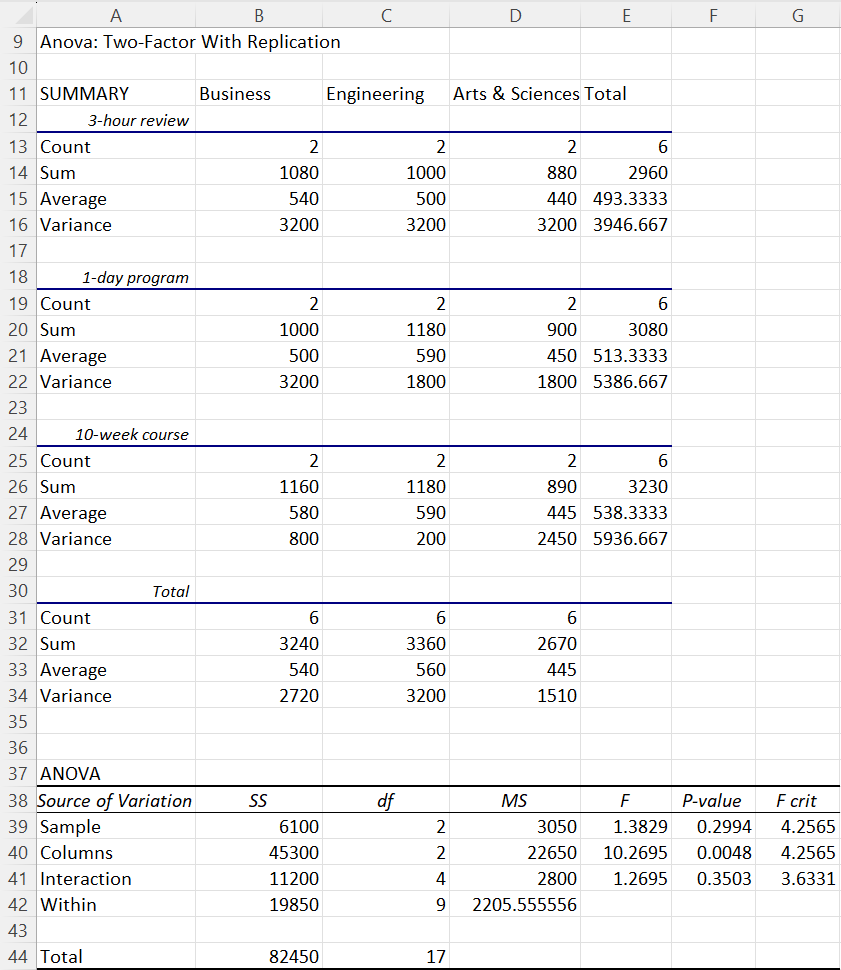 A B C D E F G
9 Anova: Two-Factor With Replication
10
11 SUMMARY Business Engineering Arts & Sciences Total
12 3-hour review
13 Count 2 2 2 6
14 Sum 1080 1000 880 2960
15 Average 540 500 440 493.3333
16 Variance 3200 3200 3200 3946.667
17
18 1-day program
19 Count 2 2 2 6
20 Sum 1000 1180 900 3080
21 Average 500 590 450 513.3333
22 Variance 3200 1800 1800 5386.667
23
24 10-week course
25 Count 2 2 2 6
26 Sum 1160 1180 890 3230
27 Average 580 590 445 538.3333
28 Variance 800 200 2450 5936.667
29
30 Total
31 Count 6 6 6
32 Sum 3240 3360 2670
33 Average 540 560 445
34 Variance 2720 3200 1510
35
36
37 ANOVA
38 Source of Variation SS df MS F P-value F crit
39 Sample 6100 2 3050 1.3829 0.2994 4.2565
40 Columns 45300 2 22650 10.2695 0.0048 4.2565
41 Interaction 11200 4 2800 1.2695 0.3503 3.6331
42 Within 19850 9 2205.555556
43
44 Total 82450 17